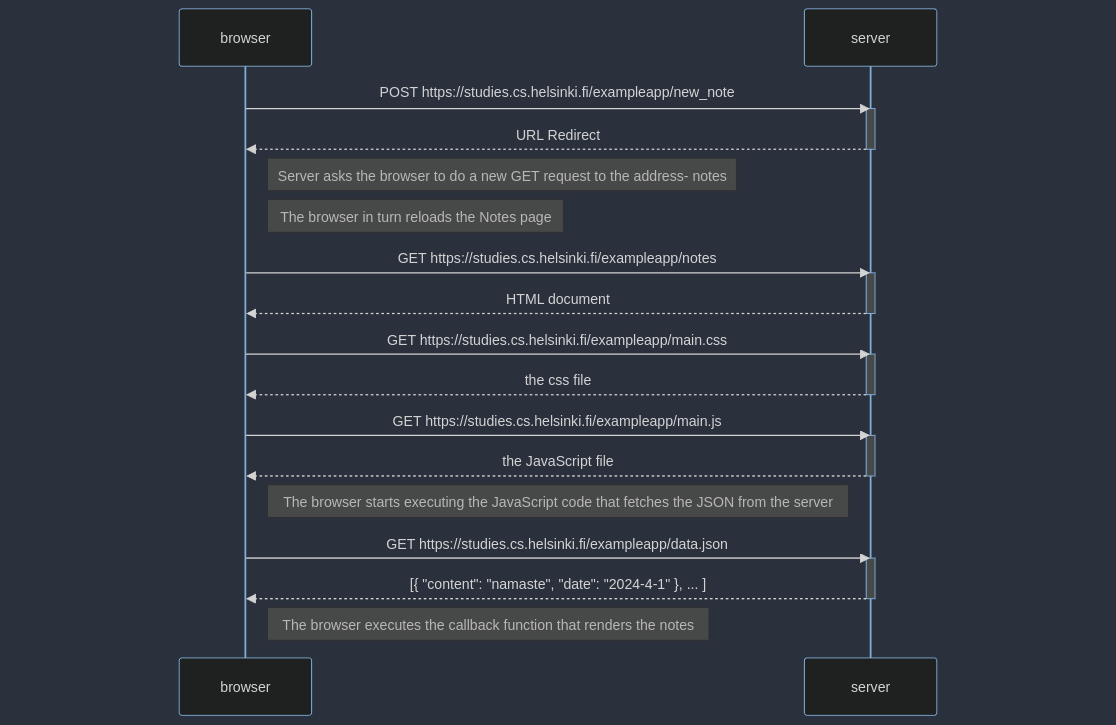 browser
server
POST https://studies.cs.helsinki.fi/exampleapp/new_note
URL Redirect
Server asks the browser to do a new GET request to the address- notes
The browser in turn reloads the Notes page
GET https://studies.cs.helsinki.fi/exampleapp/notes
HTML document
GET https://studies.cs.helsinki.fi/exampleapp/main.css
the css file
GET https://studies.cs.helsinki.fi/exampleapp/main.js
the JavaScript file
The browser starts executing the JavaScript code that fetches the JSON from the server
GET https://studies.cs.helsinki.fi/exampleapp/data.json
[{ "content": "namaste", "date": "2024-4-1" }, ... ]
The browser executes the callback function that renders the notes
browser
server